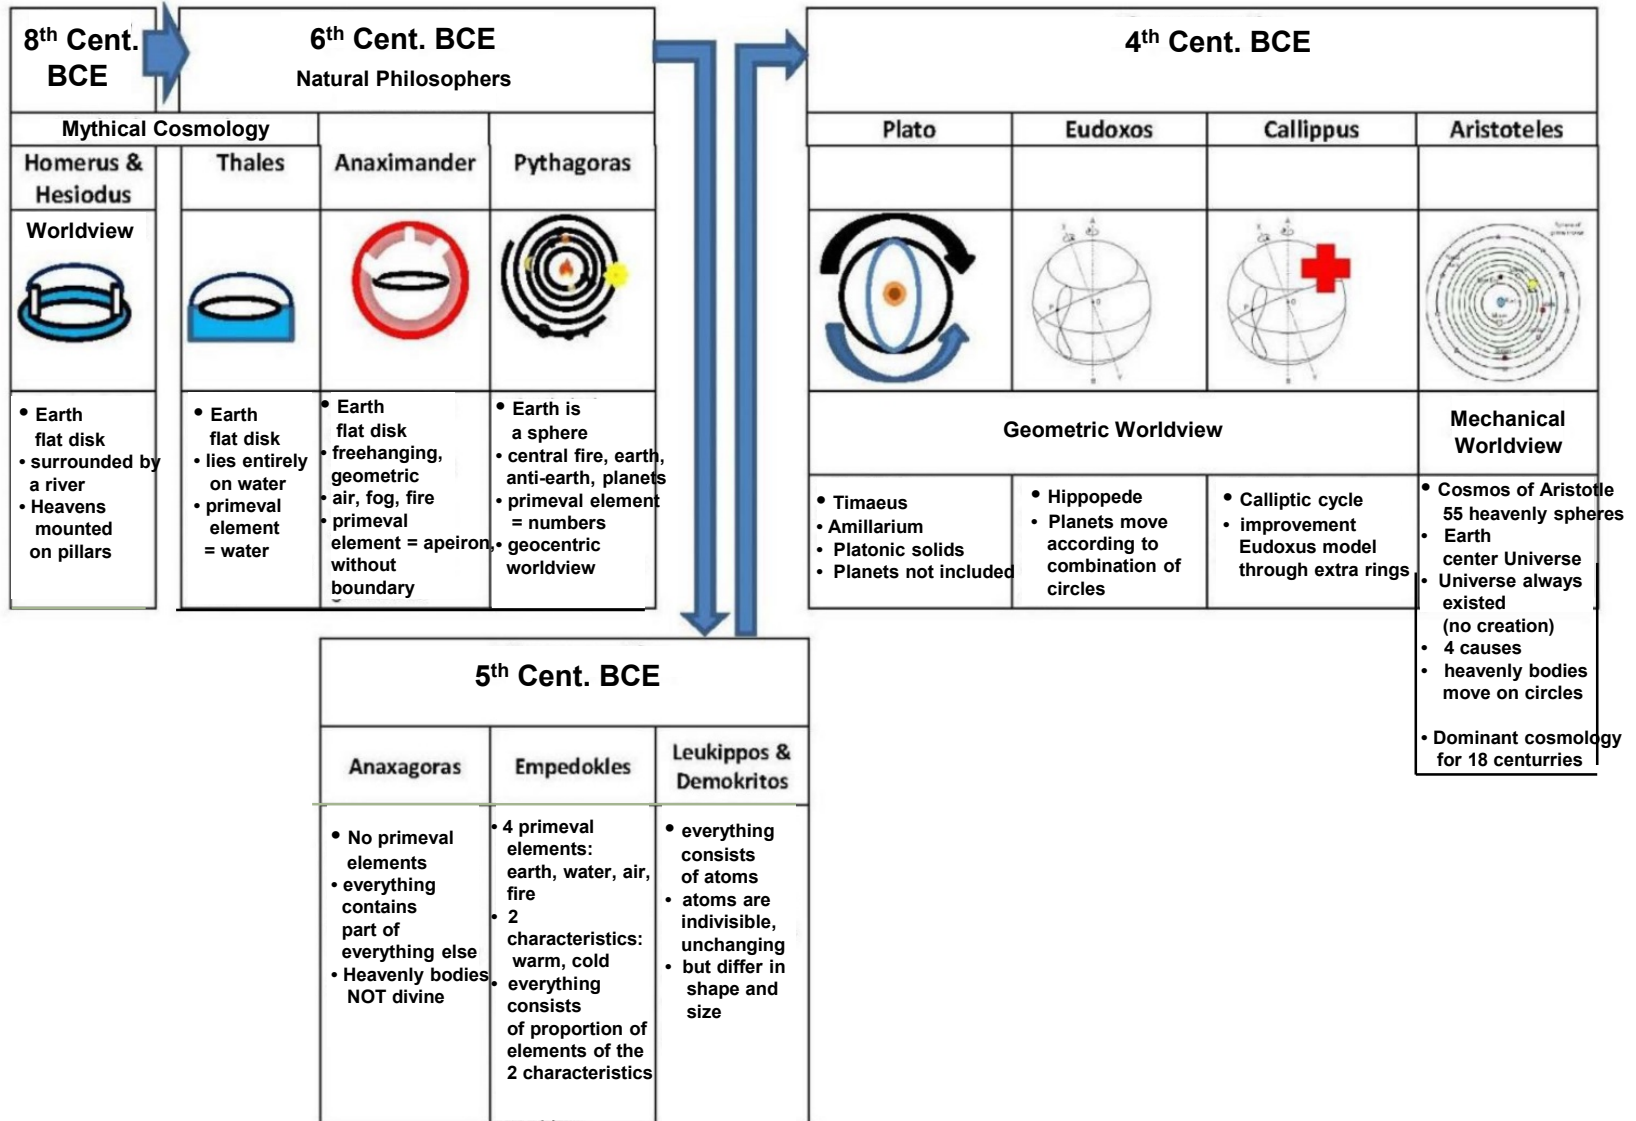 8th Cent.
BCE
6th Cent. BCE
Natural Philosophers
4th Cent. BCE
Mythical Cosmology
Homerus &
Hesiodus
Thales
Anaximander
Pythagoras
Plato
Eudoxos
Callippus
Aristoteles
Worldview
• Earth
flat disk
• surrounded by
a river
• Heavens
mounted
on pillars
• Earth
flat disk
• lies entirely
on water
• primeval
element
= water
• Earth
flat disk
• freehanging,
geometric
• air, fog, fire
• primeval
element = apeiron,
without
boundary
• Earth is
a sphere
• central fire, earth,
anti-earth, planets
• primeval element
= numbers
• geocentric
worldview
Geometric Worldview
Mechanical
Worldview
• Timaeus
• Amillarium
• Platonic solids
• Planets not included
• Hippopede
• Planets move
according to
combination of
circles
• Calliptic cycle
• improvement
Eudoxus model
through extra rings
• Cosmos of Aristotle
55 heavenly spheres
• Earth
center Universe
• Universe always
existed
(no creation)
• 4 causes
• heavenly bodies
move on circles
• Dominant cosmology
for 18 centurries
5th Cent. BCE
Anaxagoras
Empedokles
Leukippos &
Demokritos
• No primeval
elements
• everything
contains
part of
everything else
• Heavenly bodies
NOT divine
• 4 primeval
elements:
earth, water, air,
fire
• 2
characteristics:
warm, cold
• everything
consists
of proportion of
elements of the
2 characteristics
• everything
consists
of atoms
• atoms are
indivisible,
unchanging
• but differ in
shape and
size